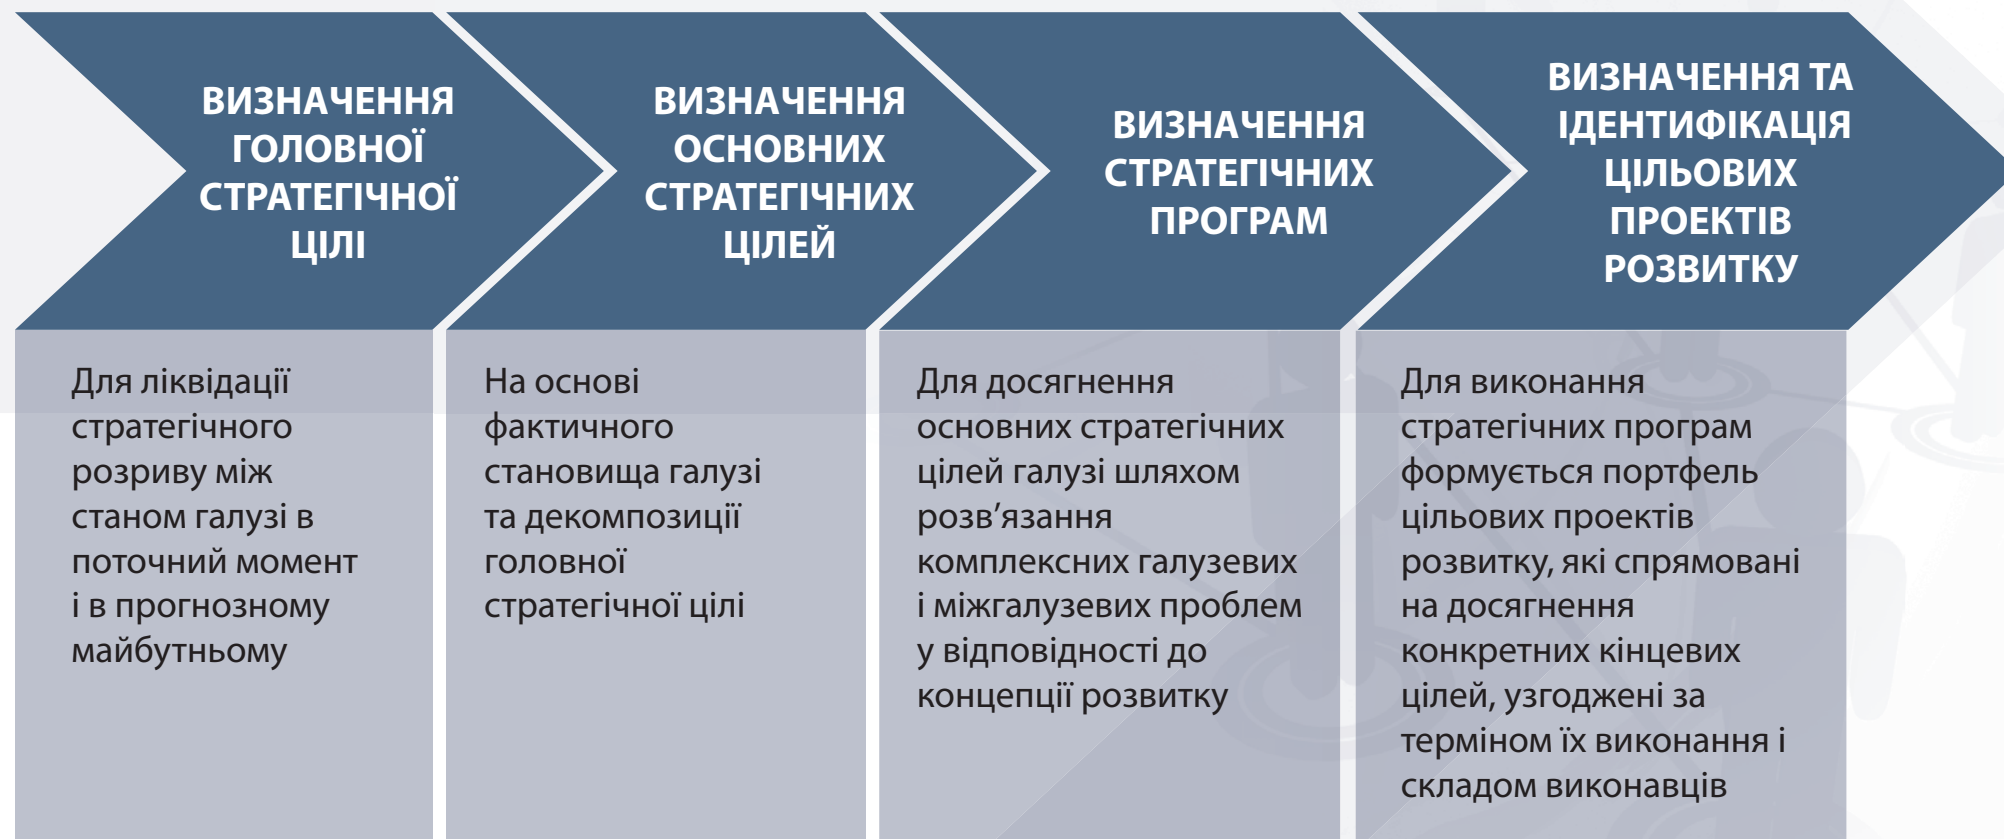 ВИЗНАЧЕННЯ
ГОЛОВНОЇ
СТРАТЕГІЧНОЇ
ЦІЛІ
Для ліквідації
стратегічного
розриву між
станом галузі в
поточний момент
і в прогнозному
майбутньому
ВИЗНАЧЕННЯ
ОСНОВНИХ
СТРАТЕГІЧНИХ
ЦІЛЕЙ
На основі
фактичного
становища галузі
та декомпозиції
головної
стратегічної цілі
ВИЗНАЧЕННЯ
СТРАТЕГІЧНИХ
ПРОГРАМ
Для досягнення
основних стратегічних
цілей галузі шляхом
розв’язання
комплексних галузевих
і міжгалузевих проблем
у відповідності до
концепції розвитку
ВИЗНАЧЕННЯ ТА
ІДЕНТИФІКАЦІЯ
ЦІЛЬОВИХ
ПРОЕКТІВ
РОЗВИТКУ
Для виконання
стратегічних програм
формується портфель
цільових проектів
розвитку, які спрямовані
на досягнення
конкретних кінцевих
цілей, узгоджені за
терміном їх виконання і
складом виконавців